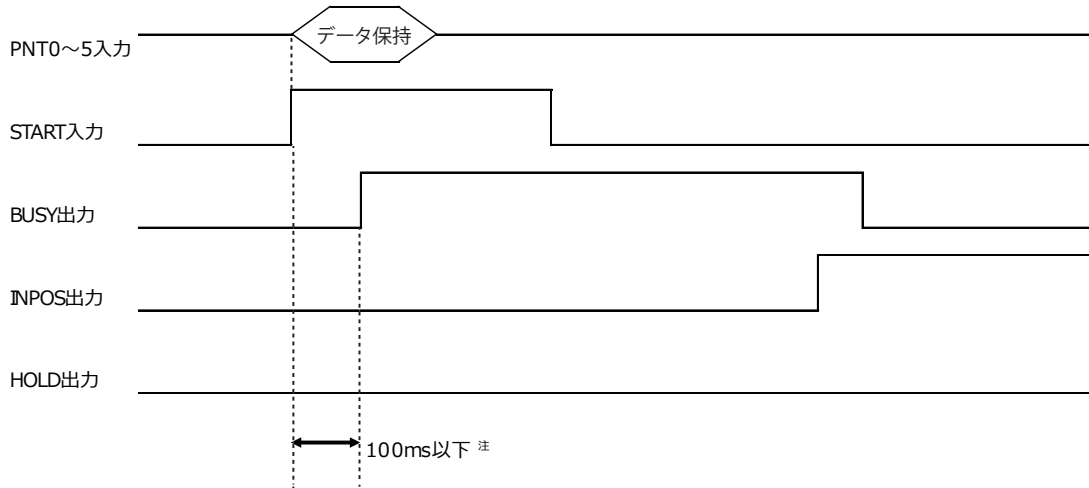 データ保持
PNT0～5入力
START入力
BUSY出力
INPOS出力
HOLD出力
100ms以下 注